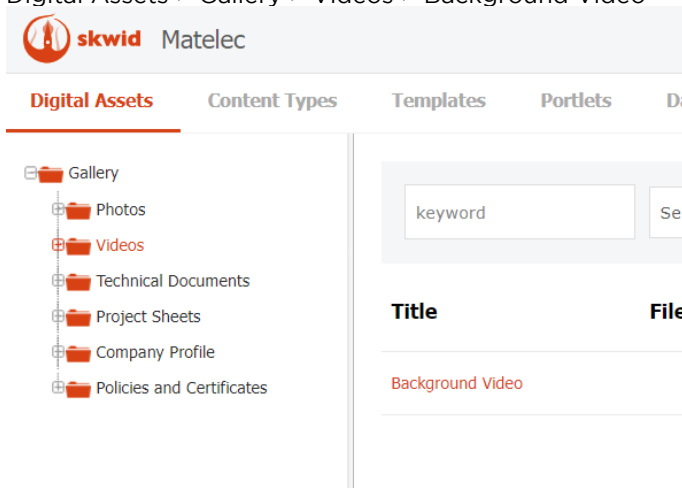 Digital Assets > Gallery > Videos > Background Video
skwid Matelec
Digital Assets Content Types Templates Portlets
Gallery
Photos
Videos
Technical Documents
Project Sheets
Company Profile
Policies and Certificates
keyword
Title File
Background Video